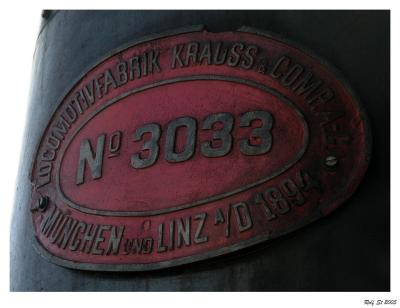 LOCOMOTIVFABRIK KRAUSS & COMP. A-G
No 3033
MÜNCHEN UND LINZ A/D 1894
Rolf St 2005